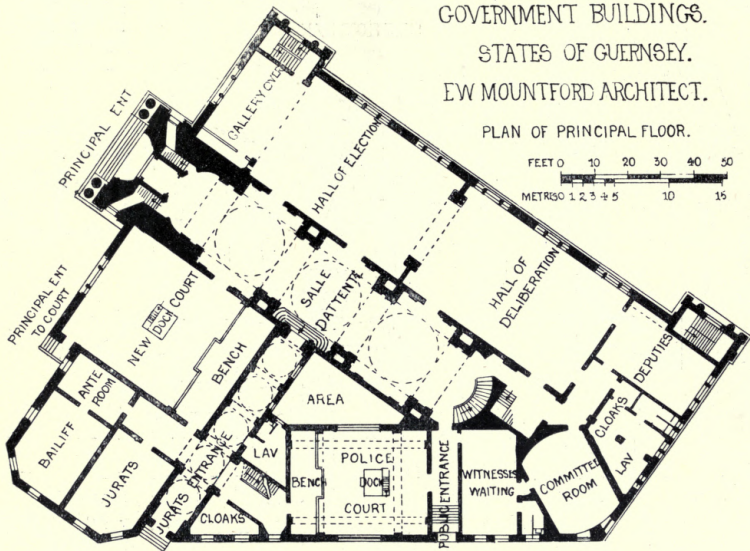 GOVERNMENT BUILDINGS.
STATES OF GUERNSEY.
EW MOUNTFORD ARCHITECT.
PLAN OF PRINCIPAL FLOOR.
FEET 0 10 20 30 40 50
METRES 0 1 2 3 4 5 10 15
GALLERY OVER
PRINCIPAL ENT
HALL OF ELECTION
SALLE
D'ATTENTE
HALL OF
DELIBERATION
PRINCIPAL ENT
TO COURT
NEW COURT
DOCK
BENCH
ANTE
ROOM
BAILIFF
JURATS
JURATS ENTRANCE
AREA
LAV
CLOAKS
BENCH
POLICE
DOCK
COURT
PUBLIC ENTRANCE
WITNESSES
WAITING
COMMITTEE
ROOM
DEPUTIES
CLOAKS
LAV